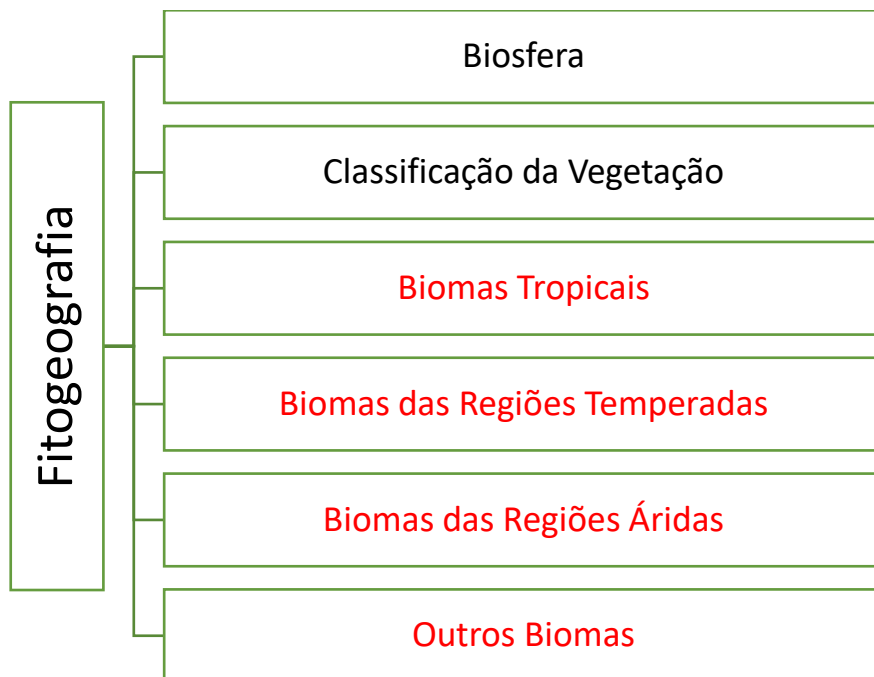 Fitogeografia
Biosfera
Classificação da Vegetação
Biomas Tropicais
Biomas das Regiões Temperadas
Biomas das Regiões Áridas
Outros Biomas